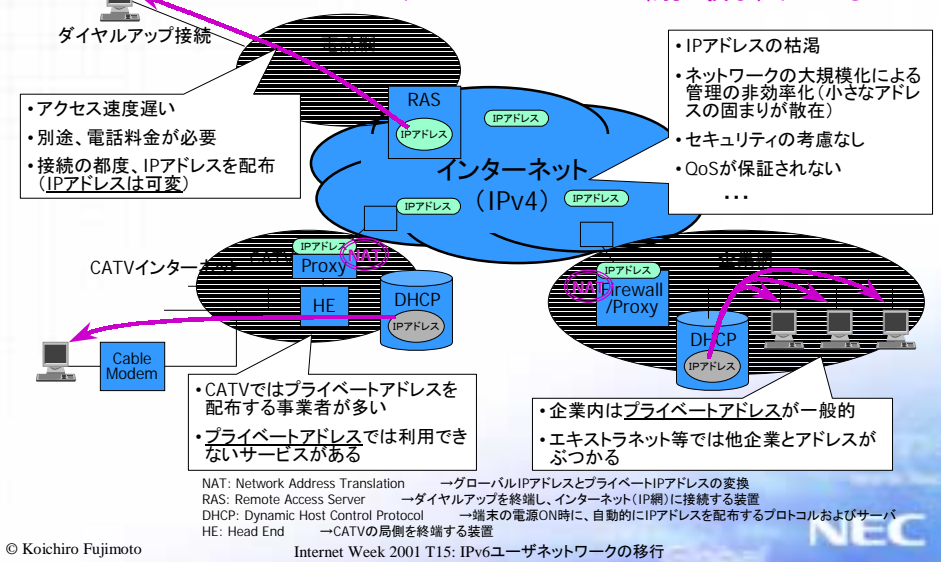 ダイヤルアップ接続
・アクセス速度遅い
・別途、電話料金が必要
・接続の都度、IPアドレスを配布
（IPアドレスは可変）
RAS
IPアドレス
IPアドレス
インターネット
（IPv4）
IPアドレス
IPアドレス
・IPアドレスの枯渇
・ネットワークの大規模化による
管理の非効率化（小さなアドレ
スの固まりが散在）
・セキュリティの考慮なし
・QoSが保証されない
・・・
CATVインターネット
IPアドレス
NAT
Proxy
HE
DHCP
IPアドレス
Cable
Modem
・CATVではプライベートアドレスを
配布する事業者が多い
・プライベートアドレスでは利用でき
ないサービスがある
企業網
IPアドレス
NAT
Firewall
/Proxy
DHCP
IPアドレス
・企業内はプライベートアドレスが一般的
・エキストラネット等では他企業とアドレスが
ぶつかる
NAT: Network Address Translation →グローバルIPアドレスとプライベートIPアドレスの変換
RAS: Remote Access Server →ダイヤルアップを終端し、インターネット（IP網）に接続する装置
DHCP: Dynamic Host Control Protocol →端末の電源ON時に、自動的にIPアドレスを配布するプロトコルおよびサーバ
HE: Head End →CATVの局側を終端する装置
NEC
© Koichiro Fujimoto
Internet Week 2001 T15: IPv6ユーザネットワークの移行